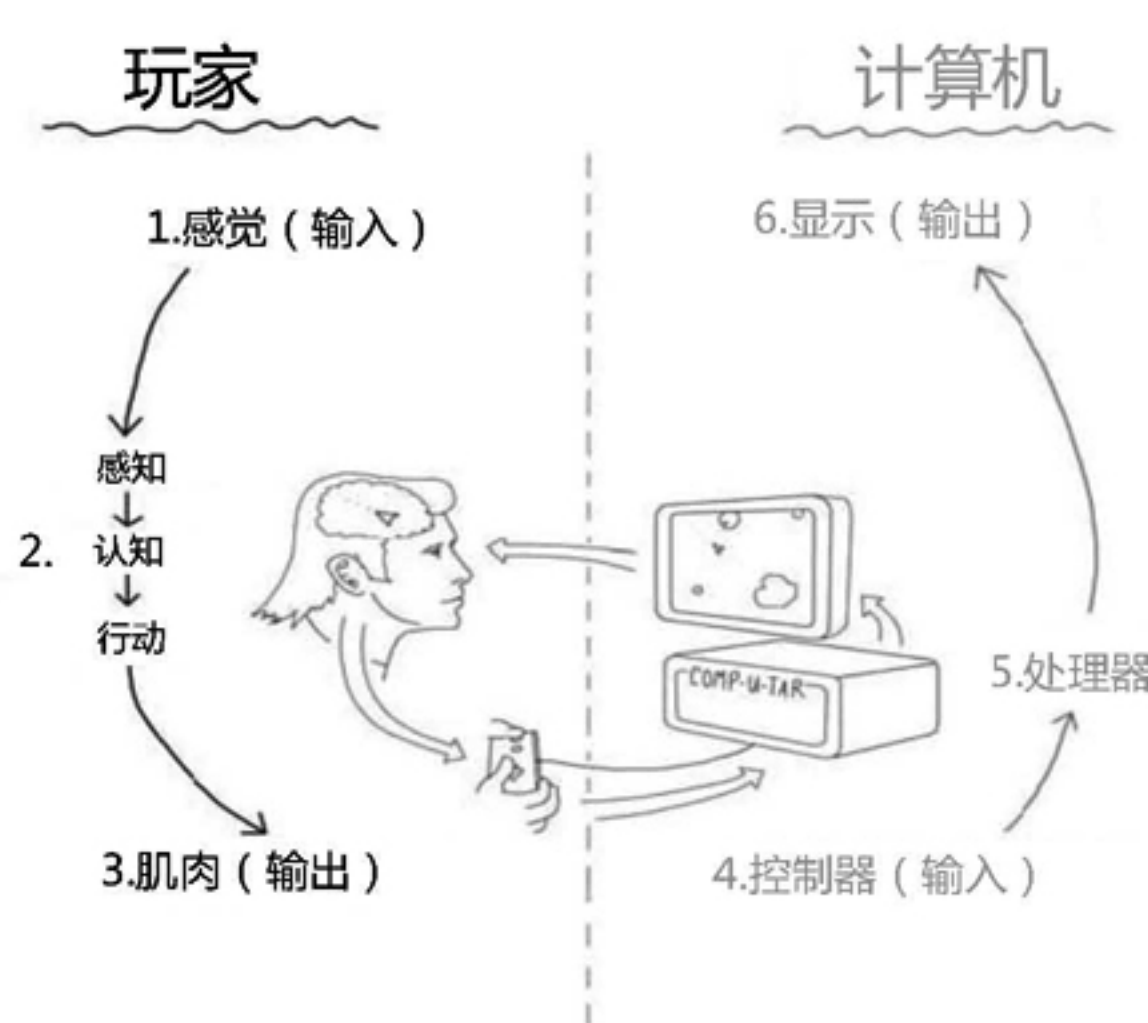 玩家
计算机
1.感觉（输入）
6.显示（输出）
感知
2. 认知
行动
COMP-U-TAR
5.处理器
3.肌肉（输出）
4.控制器（输入）